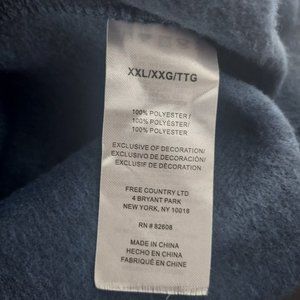 XXL/XXG/TTG
100% POLYESTER/
100% POLYÉSTER/
100% POLYESTER
EXCLUSIVE OF DECORATION/
EXCLUSIVO DE DECORACIÓN/
EXCLUSIF DE DÉCORATION
FREE COUNTRY LTD
4 BRYANT PARK
NEW YORK, NY 10018
RN # 82608
MADE IN CHINA
HECHO EN CHINA
FABRIQUÉ EN CHINE